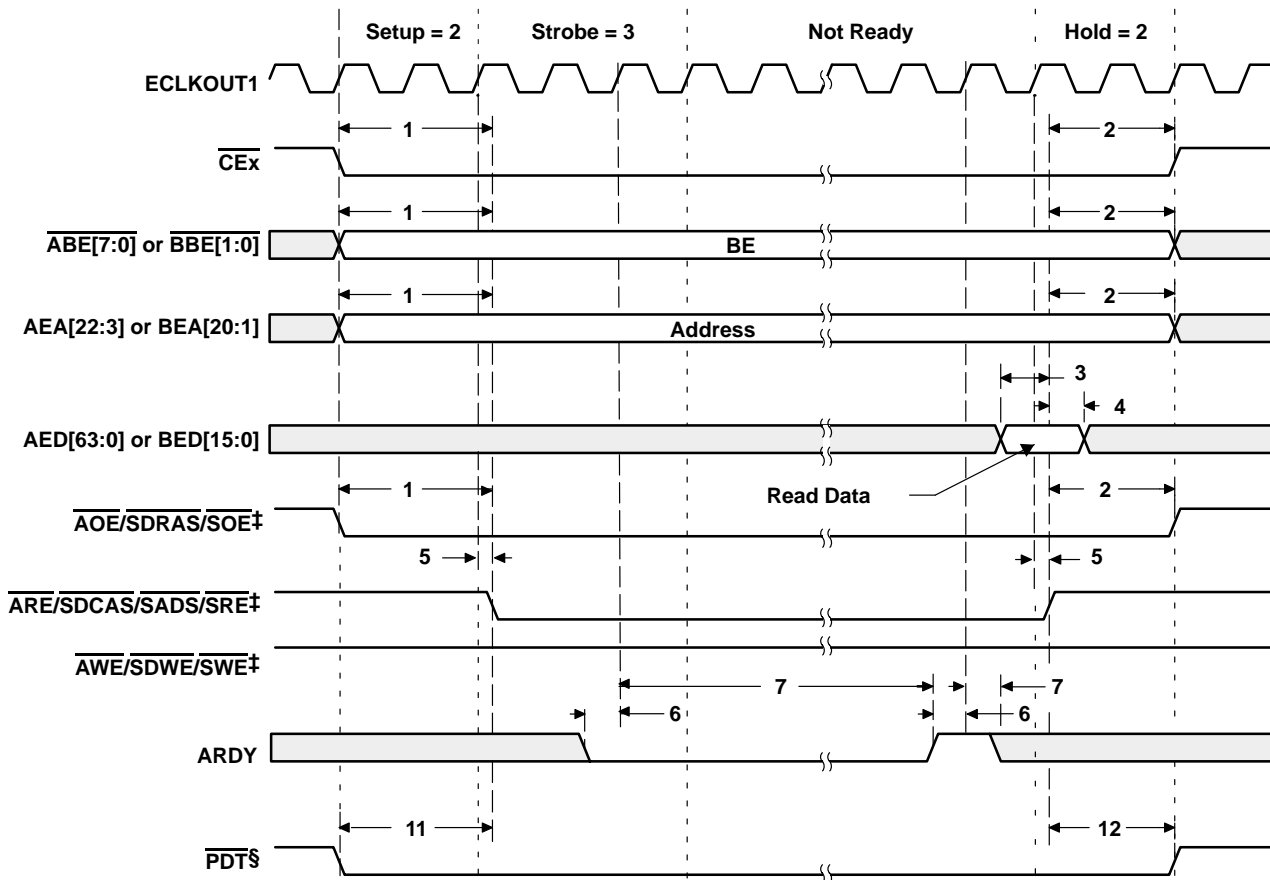 Setup = 2 Strobe = 3 Not Ready Hold = 2
ECLKOUT1
1 2
CEx
1 2
ABE[7:0] or BBE[1:0] BE
1 2
AEA[22:3] or BEA[20:1] Address
3
4
AED[63:0] or BED[15:0]
1 Read Data 2
AOE/SDRAS/SOE‡
5 5
ARE/SDCAS/SADS/SRE‡
AWE/SDWE/SWE‡
7 7
6 6
ARDY
11 12
PDT§